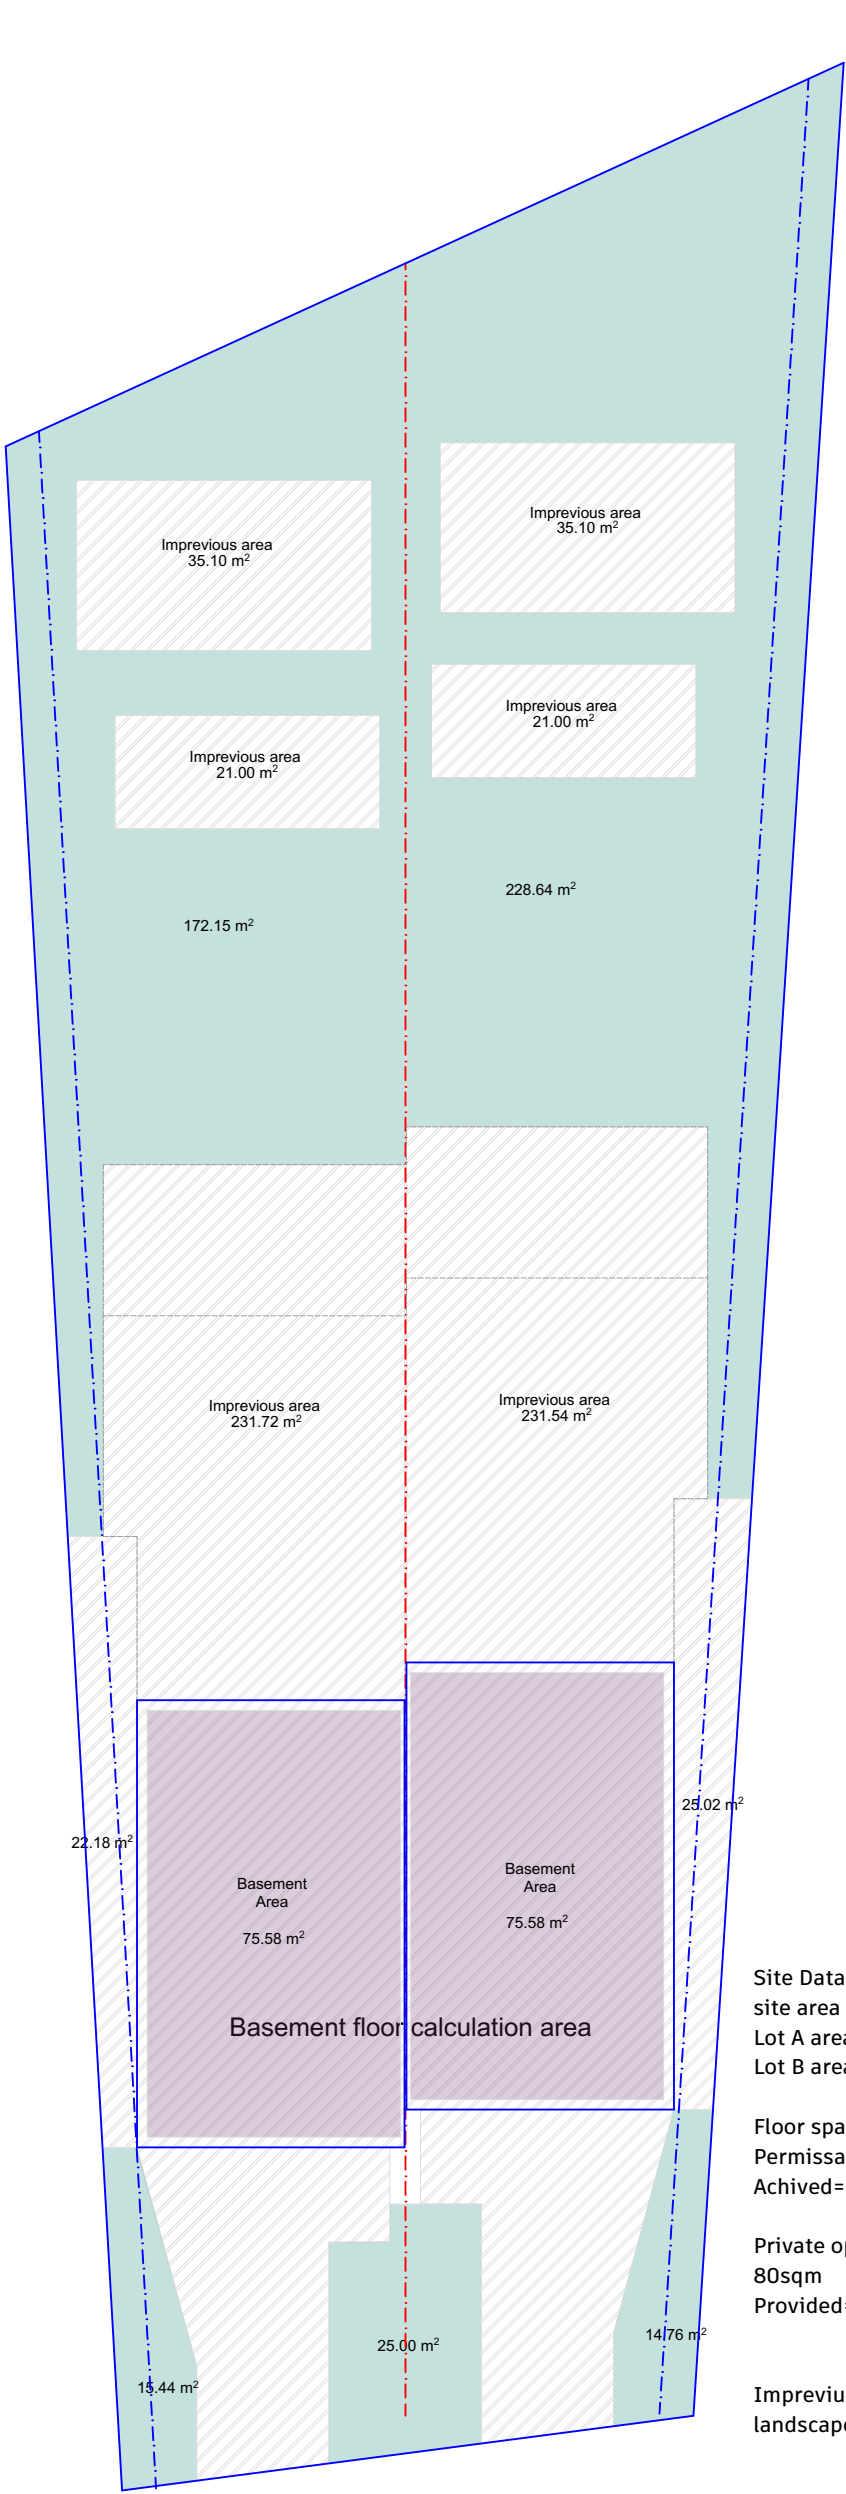 Imprevious area
35.10 m²
Imprevious area
35.10 m²
Imprevious area
21.00 m²
Imprevious area
21.00 m²
228.64 m²
172.15 m²
Imprevious area
231.72 m²
Imprevious area
231.54 m²
25.02 m²
22.18 m²
Basement
Area
75.58 m²
Basement
Area
75.58 m²
Basement floor calculation area
Site Data
site area
Lot A area
Lot B area
Floor spa
Permissa
Achived=
Private op
80sqm
Provided=
14.76 m²
25.00 m²
15.44 m²
Impreviu
landscape